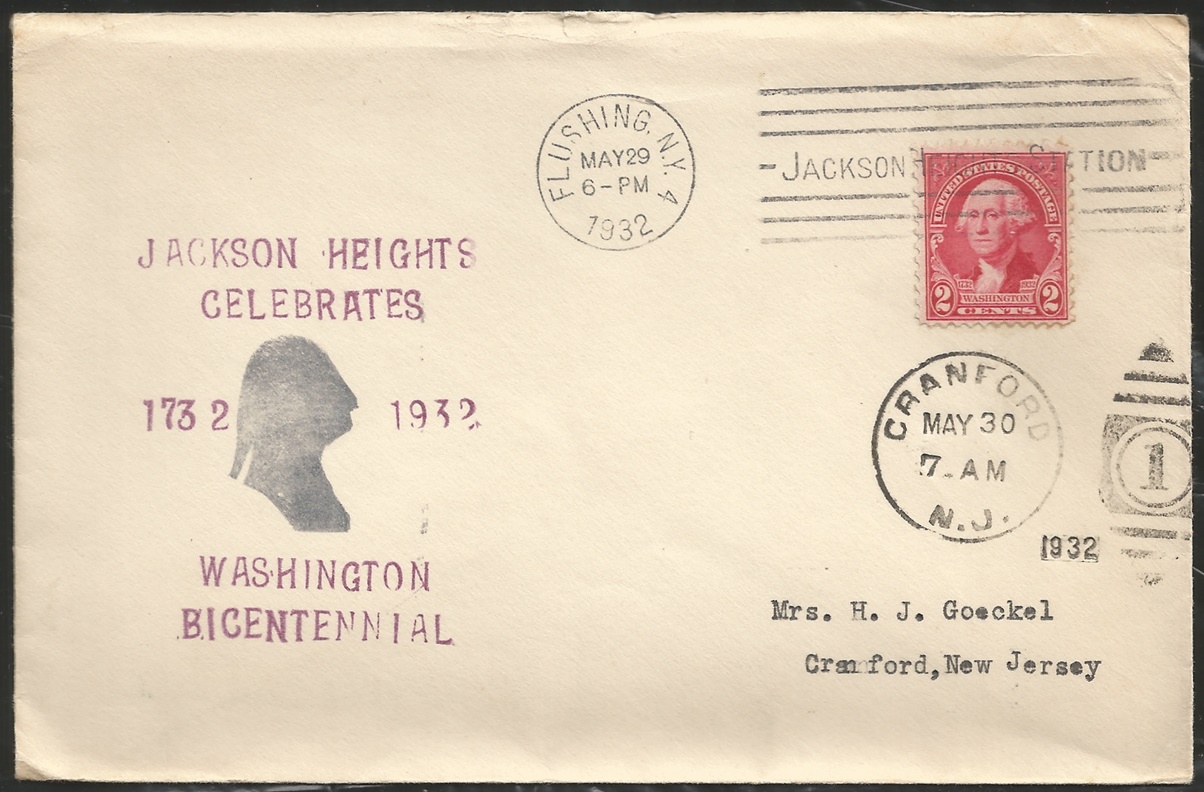 JACKSON HEIGHTS
CELEBRATES
1732 1932
WASHINGTON
BICENTENNIAL
FLUSHING, N.Y. 4
MAY 29
6-PM
1932
JACKSON HEIGHTS STATION
UNITED STATES POSTAGE
1732 1932
2 WASHINGTON 2
CENTS
CRANFORD
MAY 30
7-AM
N.J.
1932
1
Mrs. H. J. Goeckel
Cranford, New Jersey